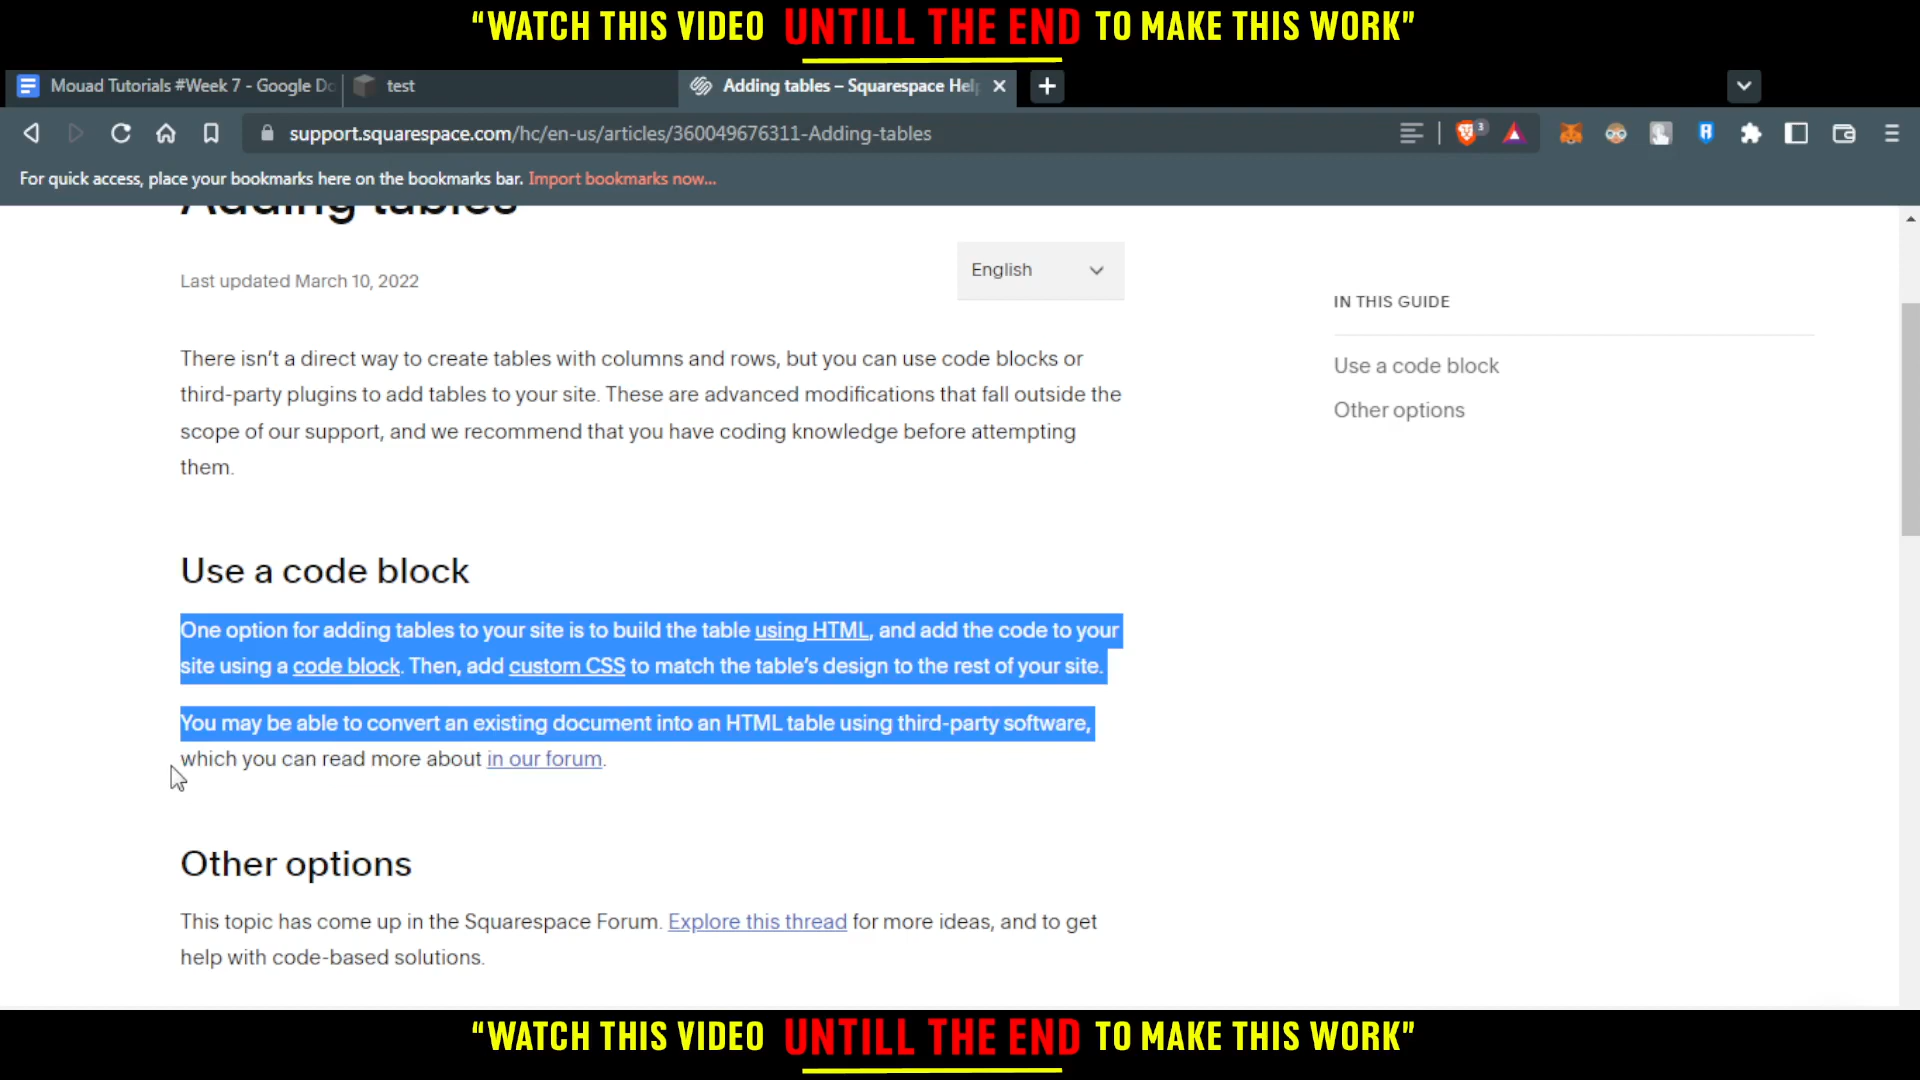 “WATCH THIS VIDEO UNTILL THE END TO MAKE THIS WORK”
Mouad Tutorials #Week 7 - Google Do
test
Adding tables – Squarespace Help
support.squarespace.com/hc/en-us/articles/360049676311-Adding-tables
3
For quick access, place your bookmarks here on the bookmarks bar. Import bookmarks now...
Adding tables
Last updated March 10, 2022
English
IN THIS GUIDE
Use a code block
Other options
There isn’t a direct way to create tables with columns and rows, but you can use code blocks or
third-party plugins to add tables to your site. These are advanced modifications that fall outside the
scope of our support, and we recommend that you have coding knowledge before attempting
them.
Use a code block
One option for adding tables to your site is to build the table using HTML, and add the code to your
site using a code block. Then, add custom CSS to match the table’s design to the rest of your site.
You may be able to convert an existing document into an HTML table using third-party software,
which you can read more about in our forum.
Other options
This topic has come up in the Squarespace Forum. Explore this thread for more ideas, and to get
help with code-based solutions.
“WATCH THIS VIDEO UNTILL THE END TO MAKE THIS WORK”